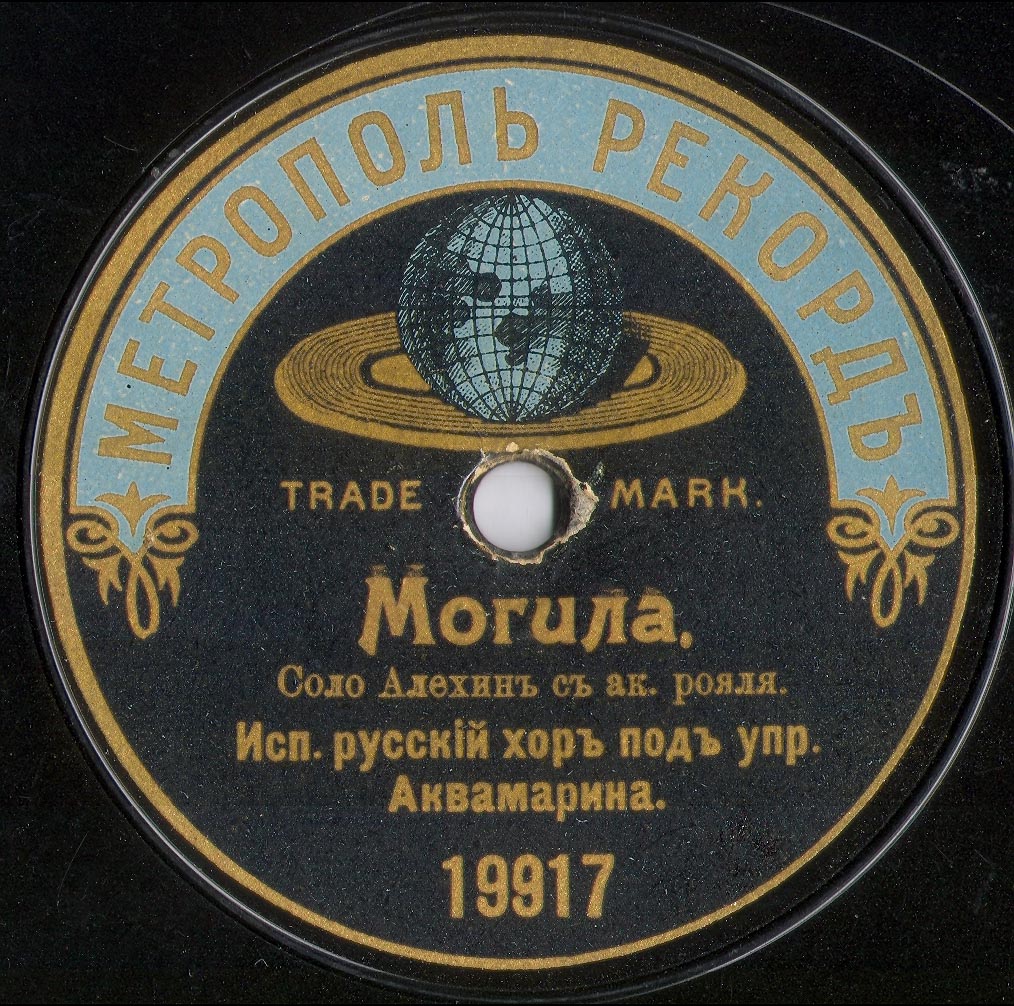 МЕТРОПОЛЬ РЕКОРДЪ
TRADE MARK.
Могила.
Соло Алехинъ съ ак. рояля.
Исп. русскій хоръ подъ упр.
Аквамарина.
19917